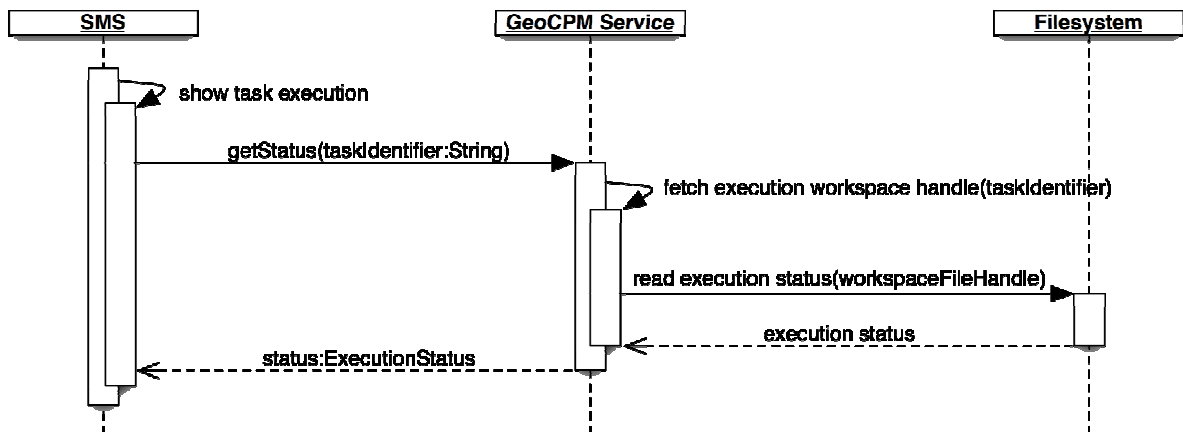 SMS
GeoCPM Service
Filesystem
show task execution
getStatus(taskIdentifier:String)
fetch execution workspace handle(taskIdentifier)
read execution status(workspaceFileHandle)
execution status
status:ExecutionStatus